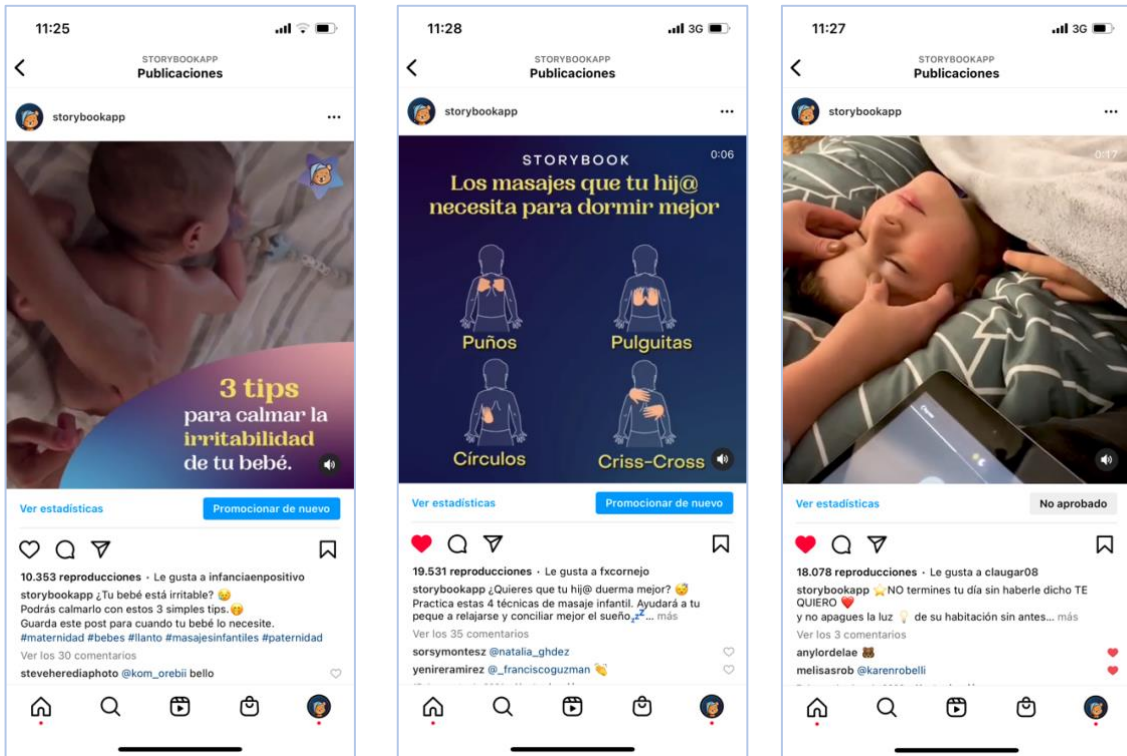 11:25
STORYBOOKAPP
Publicaciones
storybookapp
3 tips
para calmar la
irritabilidad
de tu bebé.
Ver estadísticas
Promocionar de nuevo
10.353 reproducciones · Le gusta a infanciaenpositivo
storybookapp ¿Tu bebé está irritable? 😥
Podrás calmarlo con estos 3 simples tips.🤭
Guarda este post para cuando tu bebé lo necesite.
#maternidad #bebes #llanto #masajesinfantiles #paternidad
Ver los 30 comentarios
steveherediaphoto @kom_orebii bello
11:28
3G
STORYBOOKAPP
Publicaciones
storybookapp
STORYBOOK
0:06
Los masajes que tu hij@
necesita para dormir mejor
Puños
Pulguitas
Círculos
Criss-Cross
Ver estadísticas
Promocionar de nuevo
19.531 reproducciones · Le gusta a fxcornejo
storybookapp ¿Quieres que tu hij@ duerma mejor? 😴
Practica estas 4 técnicas de masaje infantil. Ayudará a tu
peque a relajarse y conciliar mejor el sueño💤... más
Ver los 35 comentarios
sorsymontesz @natalia_ghdez
yenireramirez @_franciscoguzman 👏
11:27
3G
STORYBOOKAPP
Publicaciones
storybookapp
0:17
Ver estadísticas
No aprobado
18.078 reproducciones · Le gusta a claugar08
storybookapp ⭐NO termines tu día sin haberle dicho TE
QUIERO ❤️
y no apagues la luz 💡 de su habitación sin antes... más
Ver los 3 comentarios
anylordelae 🐻
melisasrob @karenrobelli